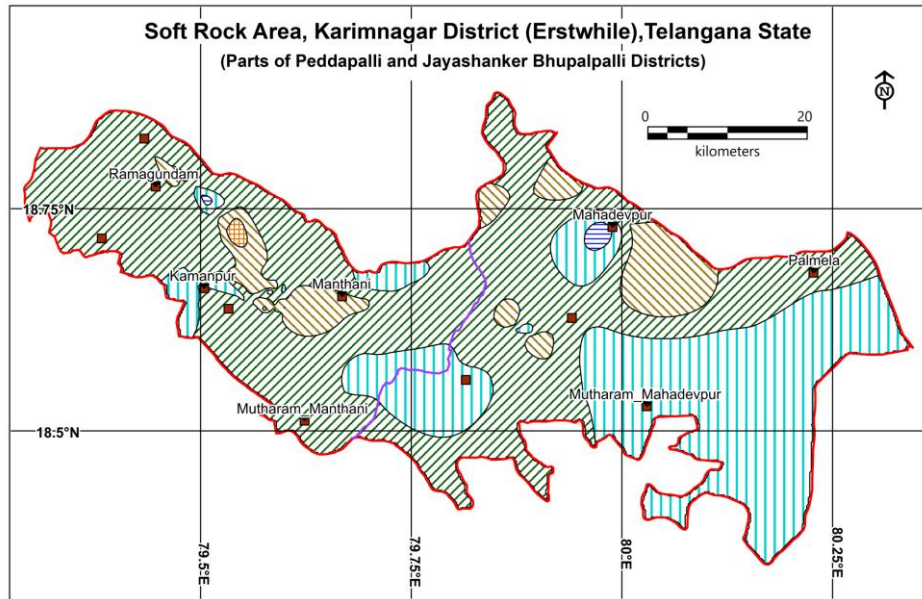 Soft Rock Area, Karimnagar District (Erstwhile),Telangana State
(Parts of Peddapalli and Jayashanker Bhupalpalli Districts)
N
0 20
kilometers
Ramagundam
18.75°N
Mahadevpur
Palmela
Kamanpur
Manthani
Mutharam_Mahadevpur
Mutharam_Manthani
18.5°N
79.5°E
79.75°E
80°E
80.25°E